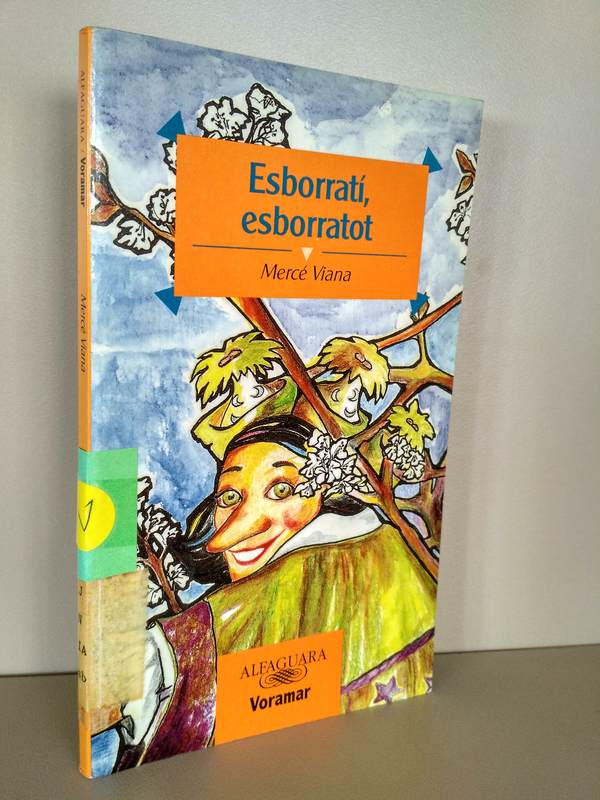 Esborratí,
esborratot
Mercé Viana
ALFAGUARA
Voramar
ALFAGUARA / Voramar
Mercé Viana
V
J
N